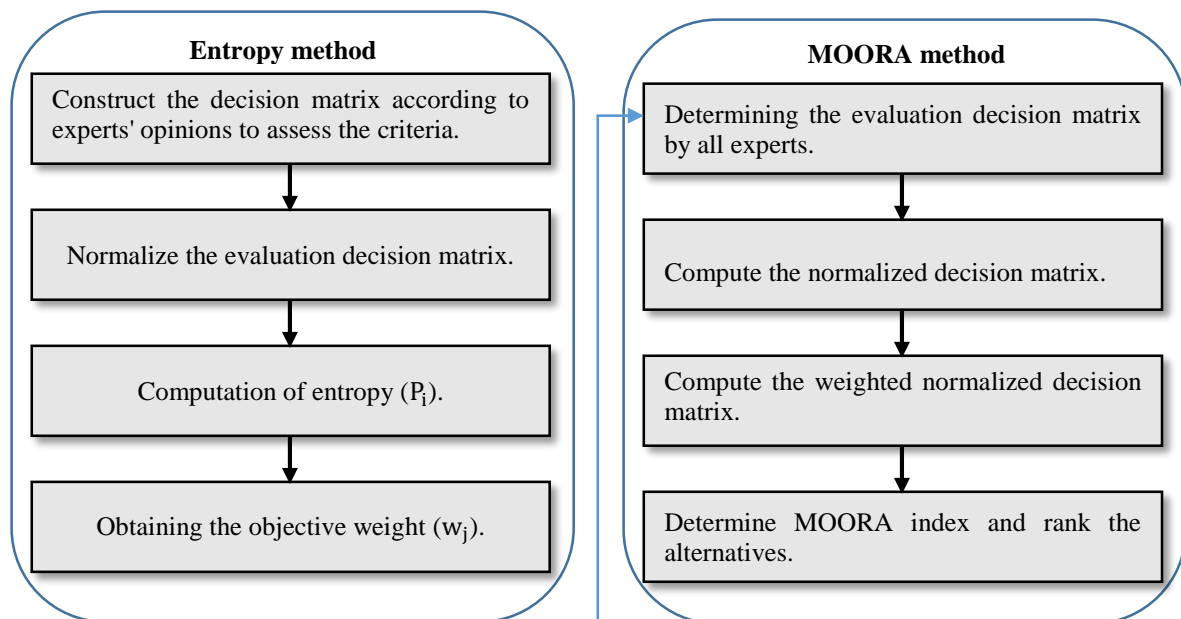 Entropy method
Construct the decision matrix according to
experts' opinions to assess the criteria.
Normalize the evaluation decision matrix.
Computation of entropy (Pᵢ).
Obtaining the objective weight (wⱼ).
MOORA method
Determining the evaluation decision matrix
by all experts.
Compute the normalized decision matrix.
Compute the weighted normalized decision
matrix.
Determine MOORA index and rank the
alternatives.